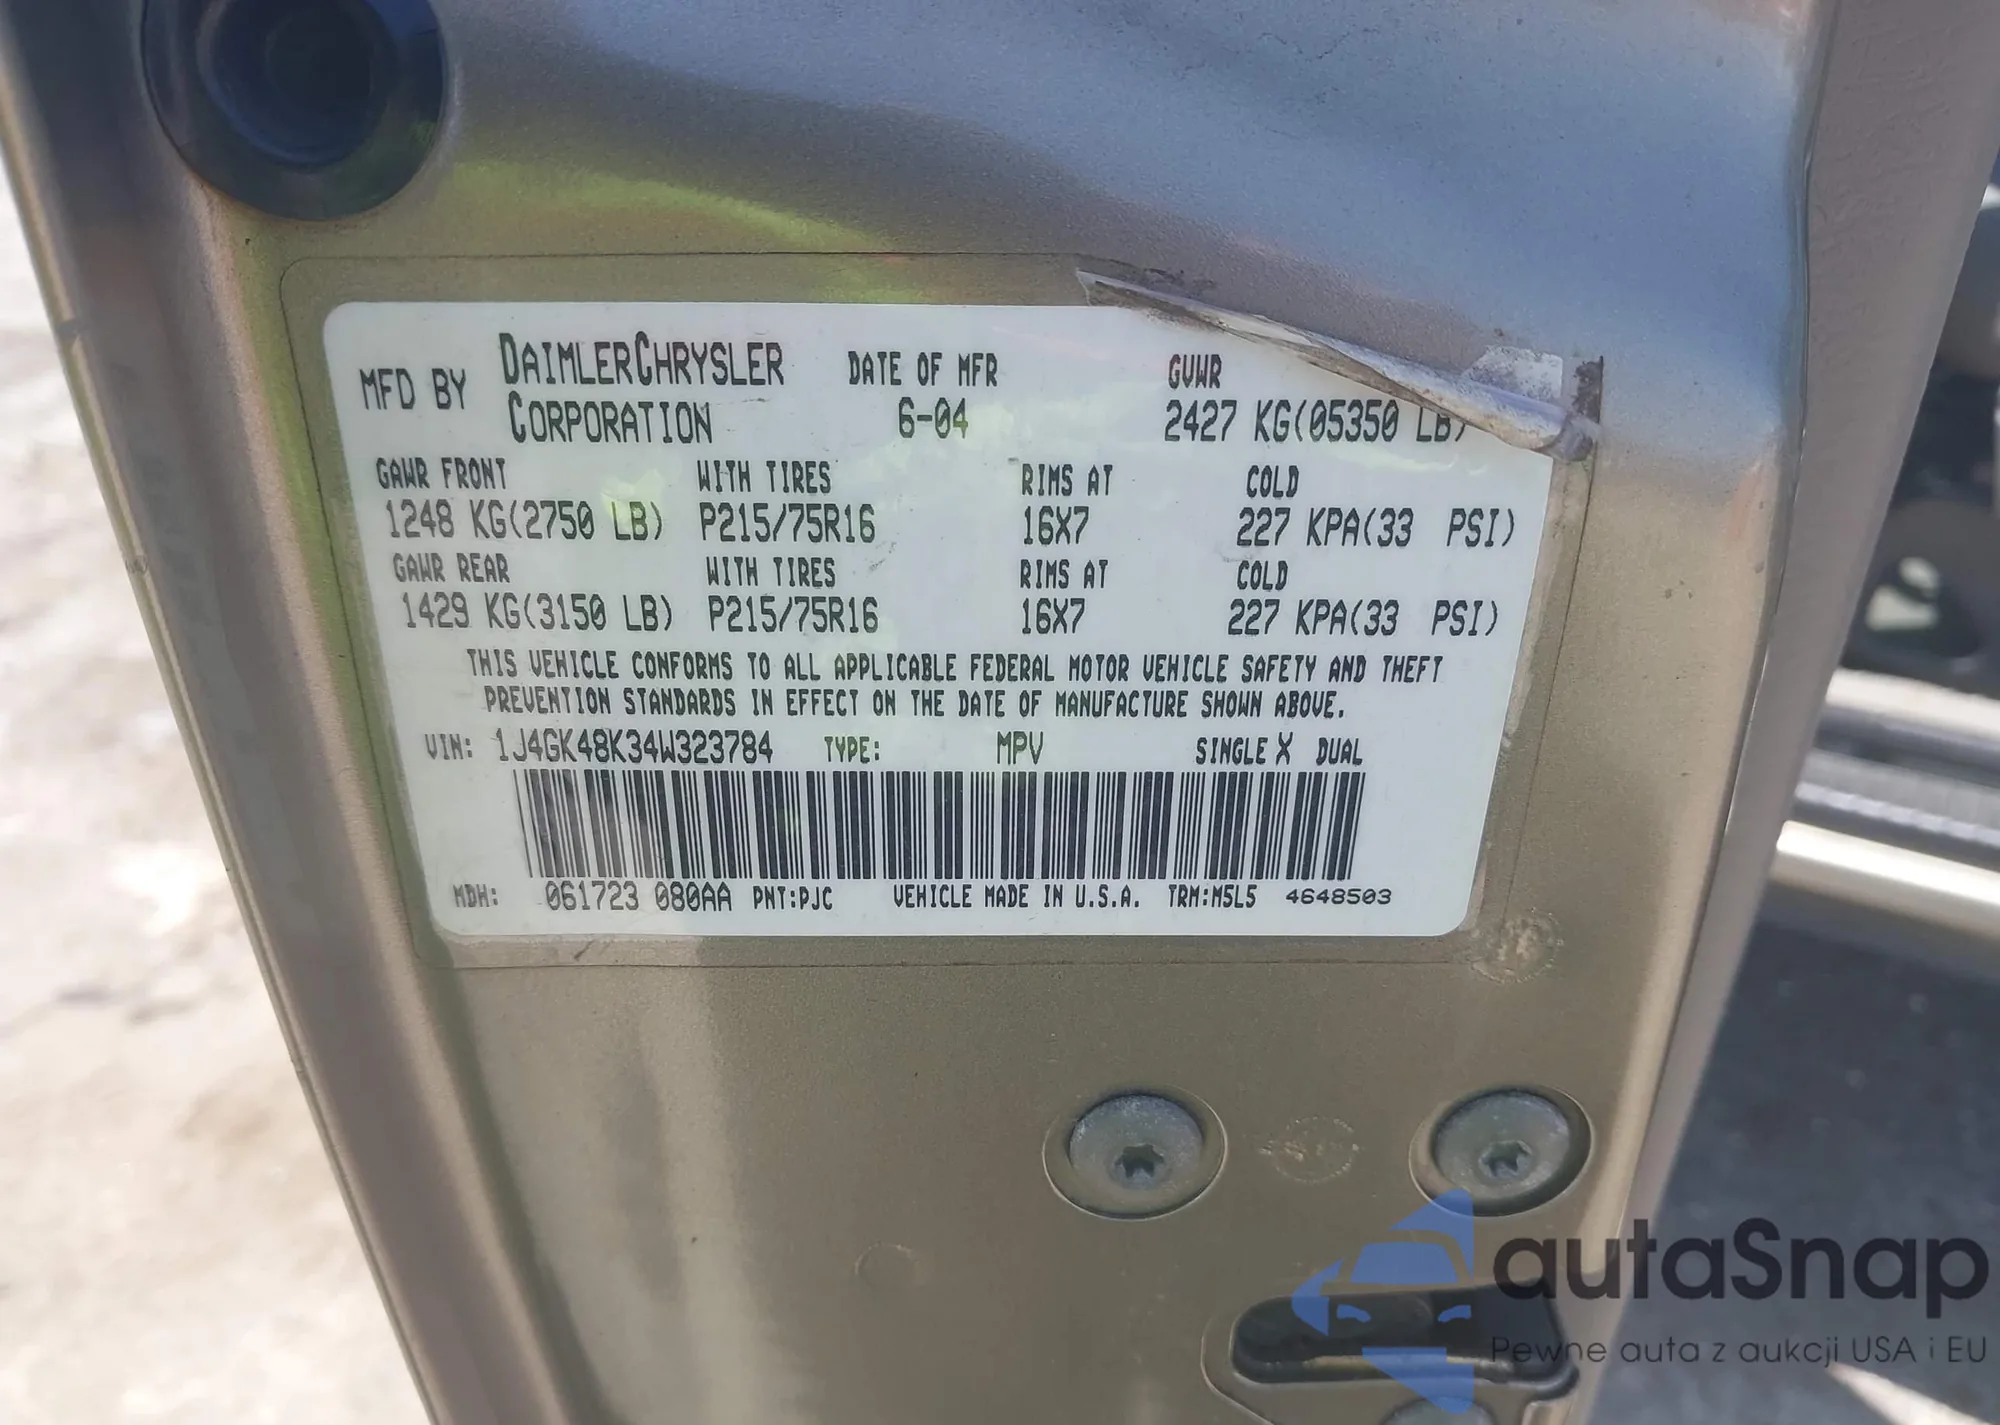 MFD BY DAIMLERCHRYSLER CORPORATION
DATE OF MFR 6-04
GVWR 2427 KG(05350 LB)
GAWR FRONT WITH TIRES RIMS AT COLD
1248 KG(2750 LB) P215/75R16 16X7 227 KPA(33 PSI)
GAWR REAR WITH TIRES RIMS AT COLD
1429 KG(3150 LB) P215/75R16 16X7 227 KPA(33 PSI)
THIS VEHICLE CONFORMS TO ALL APPLICABLE FEDERAL MOTOR VEHICLE SAFETY AND THEFT
PREVENTION STANDARDS IN EFFECT ON THE DATE OF MANUFACTURE SHOWN ABOVE.
VIN: 1J4GK48K34W323784 TYPE: MPV SINGLE X DUAL
MDH: 061723 080AA PNT:PJC VEHICLE MADE IN U.S.A. TRM:M5L5 4648503
autaSnap
Pewne auta z aukcji USA i EU